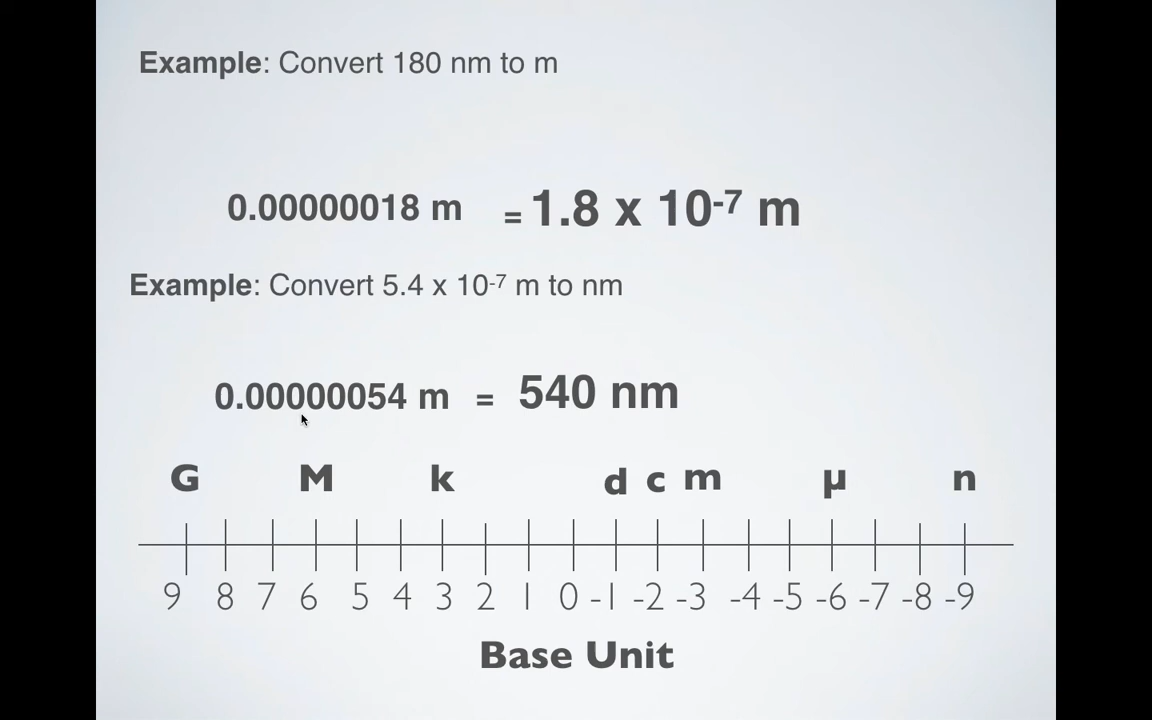 Example: Convert 180 nm to m
0.00000018 m = 1.8 x 10⁻⁷ m
Example: Convert 5.4 x 10⁻⁷ m to nm
0.00000054 m = 540 nm
G M k d c m μ n
9 8 7 6 5 4 3 2 1 0 -1 -2 -3 -4 -5 -6 -7 -8 -9
Base Unit